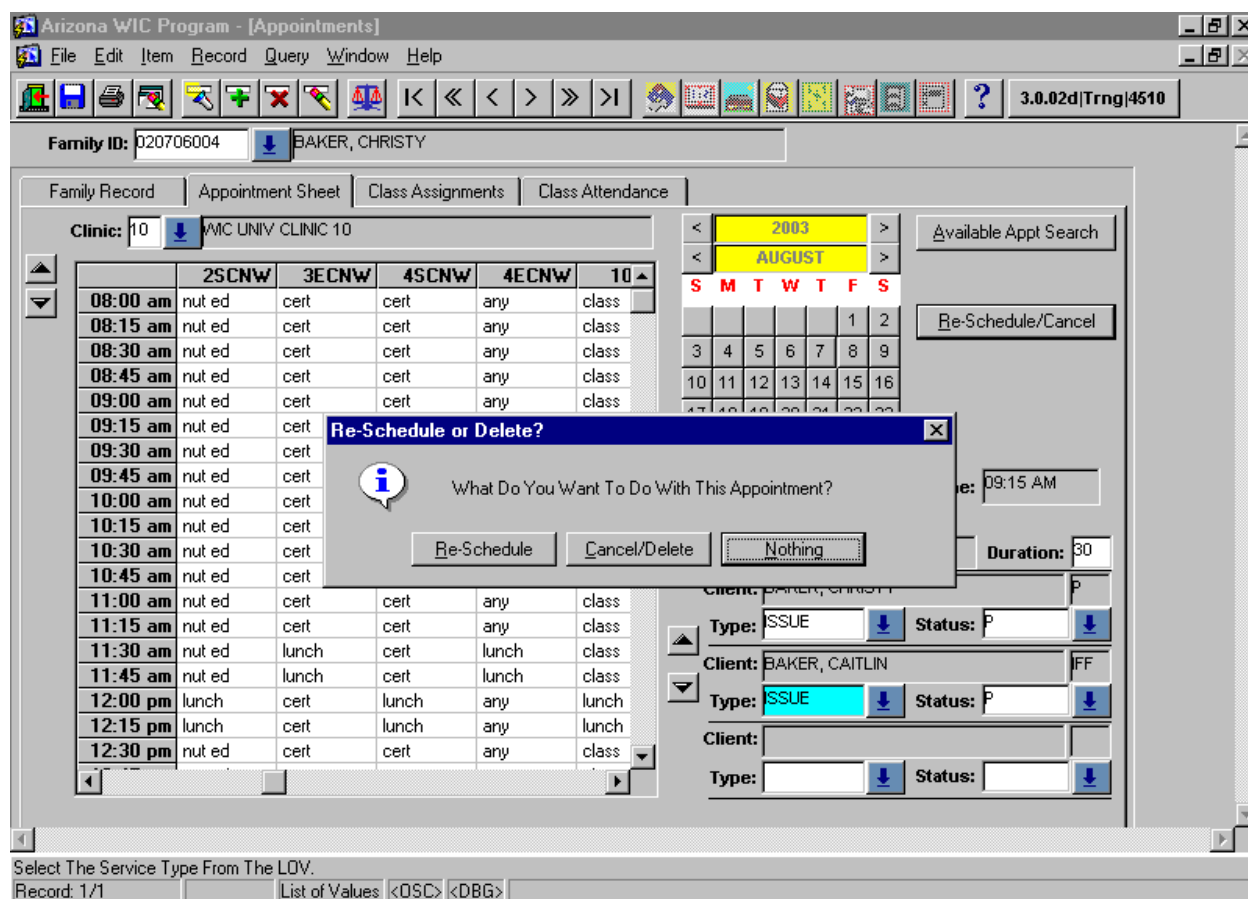 Arizona WIC Program - [Appointments]
File Edit Item Record Query Window Help
3.0.02d|Trng|4510
Family ID: 020706004 BAKER, CHRISTY
Family Record Appointment Sheet Class Assignments Class Attendance
Clinic: 10 WIC UNIV CLINIC 10
< 2003 >
Available Appt Search
< AUGUST >
2SCNW 3ECNW 4SCNW 4ECNW 10
S M T W T F S
08:00 am nut ed cert cert any class
1 2
Re-Schedule/Cancel
08:15 am nut ed cert cert any class
08:30 am nut ed cert cert any class
3 4 5 6 7 8 9
08:45 am nut ed cert cert any class
10 11 12 13 14 15 16
09:00 am nut ed cert cert any class
09:15 am nut ed cert
Re-Schedule or Delete?
09:30 am nut ed cert
09:45 am nut ed cert
What Do You Want To Do With This Appointment?
09:15 AM
10:00 am nut ed cert
10:15 am nut ed cert
10:30 am nut ed cert
Re-Schedule Cancel/Delete Nothing
Duration: 30
10:45 am nut ed cert
Client: BAKER, CHRISTY P
11:00 am nut ed cert cert any class
11:15 am nut ed cert cert any class
Type: ISSUE Status: P
11:30 am nut ed lunch cert lunch class
11:45 am nut ed lunch cert lunch class
Client: BAKER, CAITLIN IFF
12:00 pm lunch cert lunch any lunch
Type: ISSUE Status: P
12:15 pm lunch cert lunch any lunch
12:30 pm nut ed cert cert any class
Client:
Type: Status:
Select The Service Type From The LOV.
Record: 1/1 List of Values <OSC> <DBG>